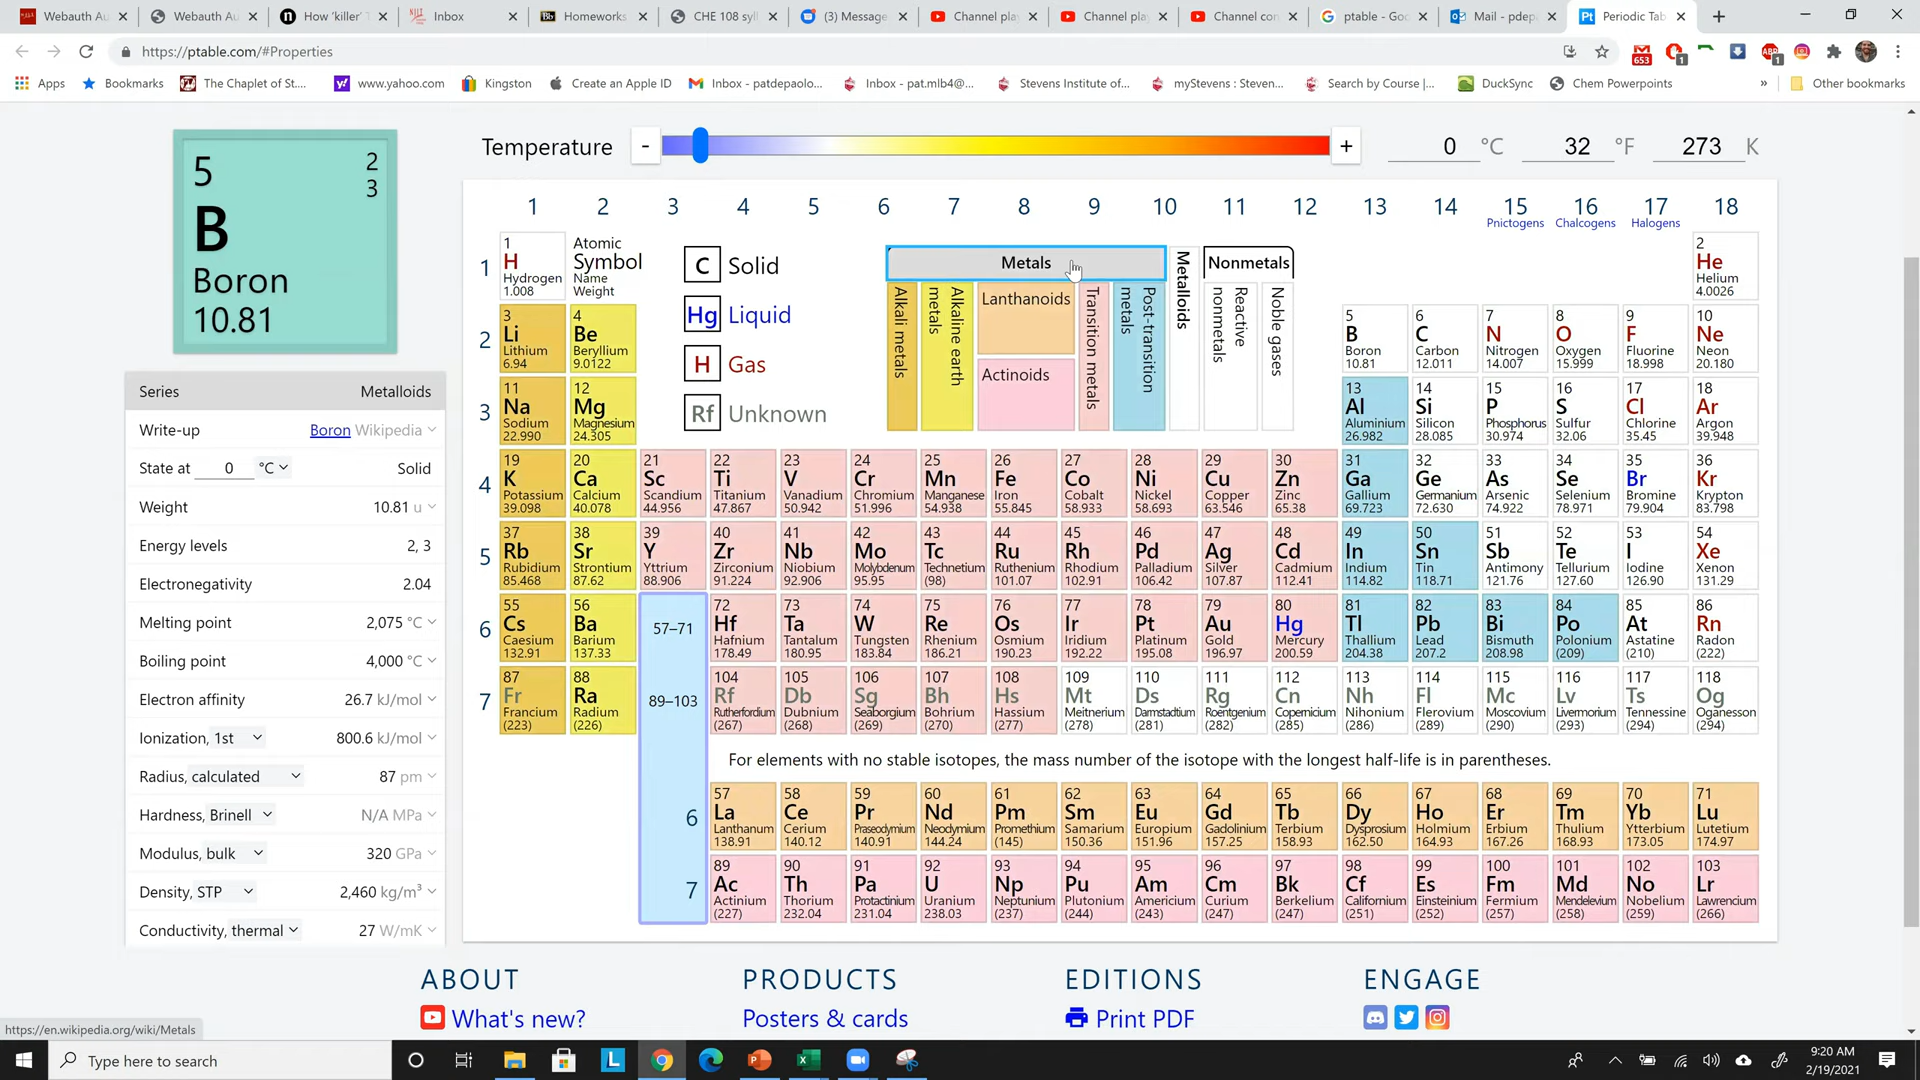 Webauth Au
Webauth Au
How 'killer' T
Inbox
Homeworks
CHE 108 syl
(3) Message
Channel pla
Channel pla
Channel con
ptable - Goo
Mail - pdep
Periodic Tab
https://ptable.com/#Properties
Apps
Bookmarks
The Chaplet of St...
www.yahoo.com
Kingston
Create an Apple ID
Inbox - patdepaolo...
Inbox - pat.mlb4@...
Stevens Institute of...
myStevens : Steven...
Search by Course |...
DuckSync
Chem Powerpoints
»
Other bookmarks
5
2
3
B
Boron
10.81
Series Metalloids
Write-up Boron Wikipedia
State at 0 °C Solid
Weight 10.81 u
Energy levels 2, 3
Electronegativity 2.04
Melting point 2,075 °C
Boiling point 4,000 °C
Electron affinity 26.7 kJ/mol
Ionization, 1st 800.6 kJ/mol
Radius, calculated 87 pm
Hardness, Brinell N/A MPa
Modulus, bulk 320 GPa
Density, STP 2,460 kg/m³
Conductivity, thermal 27 W/mK
Temperature - + 0 °C 32 °F 273 K
1 2 3 4 5 6 7 8 9 10 11 12 13 14 15 16 17 18
Pnictogens Chalcogens Halogens
Atomic
Symbol
Name
Weight
C Solid
Hg Liquid
H Gas
Rf Unknown
Metals
Metalloids
Nonmetals
Alkali metals
Alkaline earth metals
Lanthanoids
Actinoids
Transition metals
Post-transition metals
Reactive nonmetals
Noble gases
1
1 2
H He
Hydrogen Helium
1.008 4.0026
2
3 4 5 6 7 8 9 10
Li Be B C N O F Ne
Lithium Beryllium Boron Carbon Nitrogen Oxygen Fluorine Neon
6.94 9.0122 10.81 12.011 14.007 15.999 18.998 20.180
3
11 12 13 14 15 16 17 18
Na Mg Al Si P S Cl Ar
Sodium Magnesium Aluminium Silicon Phosphorus Sulfur Chlorine Argon
22.990 24.305 26.982 28.085 30.974 32.06 35.45 39.948
4
19 20 21 22 23 24 25 26 27 28 29 30 31 32 33 34 35 36
K Ca Sc Ti V Cr Mn Fe Co Ni Cu Zn Ga Ge As Se Br Kr
Potassium Calcium Scandium Titanium Vanadium Chromium Manganese Iron Cobalt Nickel Copper Zinc Gallium Germanium Arsenic Selenium Bromine Krypton
39.098 40.078 44.956 47.867 50.942 51.996 54.938 55.845 58.933 58.693 63.546 65.38 69.723 72.630 74.922 78.971 79.904 83.798
5
37 38 39 40 41 42 43 44 45 46 47 48 49 50 51 52 53 54
Rb Sr Y Zr Nb Mo Tc Ru Rh Pd Ag Cd In Sn Sb Te I Xe
Rubidium Strontium Yttrium Zirconium Niobium Molybdenum Technetium Ruthenium Rhodium Palladium Silver Cadmium Indium Tin Antimony Tellurium Iodine Xenon
85.468 87.62 88.906 91.224 92.906 95.95 (98) 101.07 102.91 106.42 107.87 112.41 114.82 118.71 121.76 127.60 126.90 131.29
6
55 56 57–71 72 73 74 75 76 77 78 79 80 81 82 83 84 85 86
Cs Ba Hf Ta W Re Os Ir Pt Au Hg Tl Pb Bi Po At Rn
Caesium Barium Hafnium Tantalum Tungsten Rhenium Osmium Iridium Platinum Gold Mercury Thallium Lead Bismuth Polonium Astatine Radon
132.91 137.33 178.49 180.95 183.84 186.21 190.23 192.22 195.08 196.97 200.59 204.38 207.2 208.98 (209) (210) (222)
7
87 88 89–103 104 105 106 107 108 109 110 111 112 113 114 115 116 117 118
Fr Ra Rf Db Sg Bh Hs Mt Ds Rg Cn Nh Fl Mc Lv Ts Og
Francium Radium Rutherfordium Dubnium Seaborgium Bohrium Hassium Meitnerium Darmstadtium Roentgenium Copernicium Nihonium Flerovium Moscovium Livermorium Tennessine Oganesson
(223) (226) (267) (268) (269) (270) (277) (278) (281) (282) (285) (286) (289) (290) (293) (294) (294)
For elements with no stable isotopes, the mass number of the isotope with the longest half-life is in parentheses.
6
57 58 59 60 61 62 63 64 65 66 67 68 69 70 71
La Ce Pr Nd Pm Sm Eu Gd Tb Dy Ho Er Tm Yb Lu
Lanthanum Cerium Praseodymium Neodymium Promethium Samarium Europium Gadolinium Terbium Dysprosium Holmium Erbium Thulium Ytterbium Lutetium
138.91 140.12 140.91 144.24 (145) 150.36 151.96 157.25 158.93 162.50 164.93 167.26 168.93 173.05 174.97
7
89 90 91 92 93 94 95 96 97 98 99 100 101 102 103
Ac Th Pa U Np Pu Am Cm Bk Cf Es Fm Md No Lr
Actinium Thorium Protactinium Uranium Neptunium Plutonium Americium Curium Berkelium Californium Einsteinium Fermium Mendelevium Nobelium Lawrencium
(227) 232.04 231.04 238.03 (237) (244) (243) (247) (247) (251) (252) (257) (258) (259) (266)
ABOUT PRODUCTS EDITIONS ENGAGE
What's new? Posters & cards Print PDF
https://en.wikipedia.org/wiki/Metals
Type here to search
9:20 AM
2/19/2021